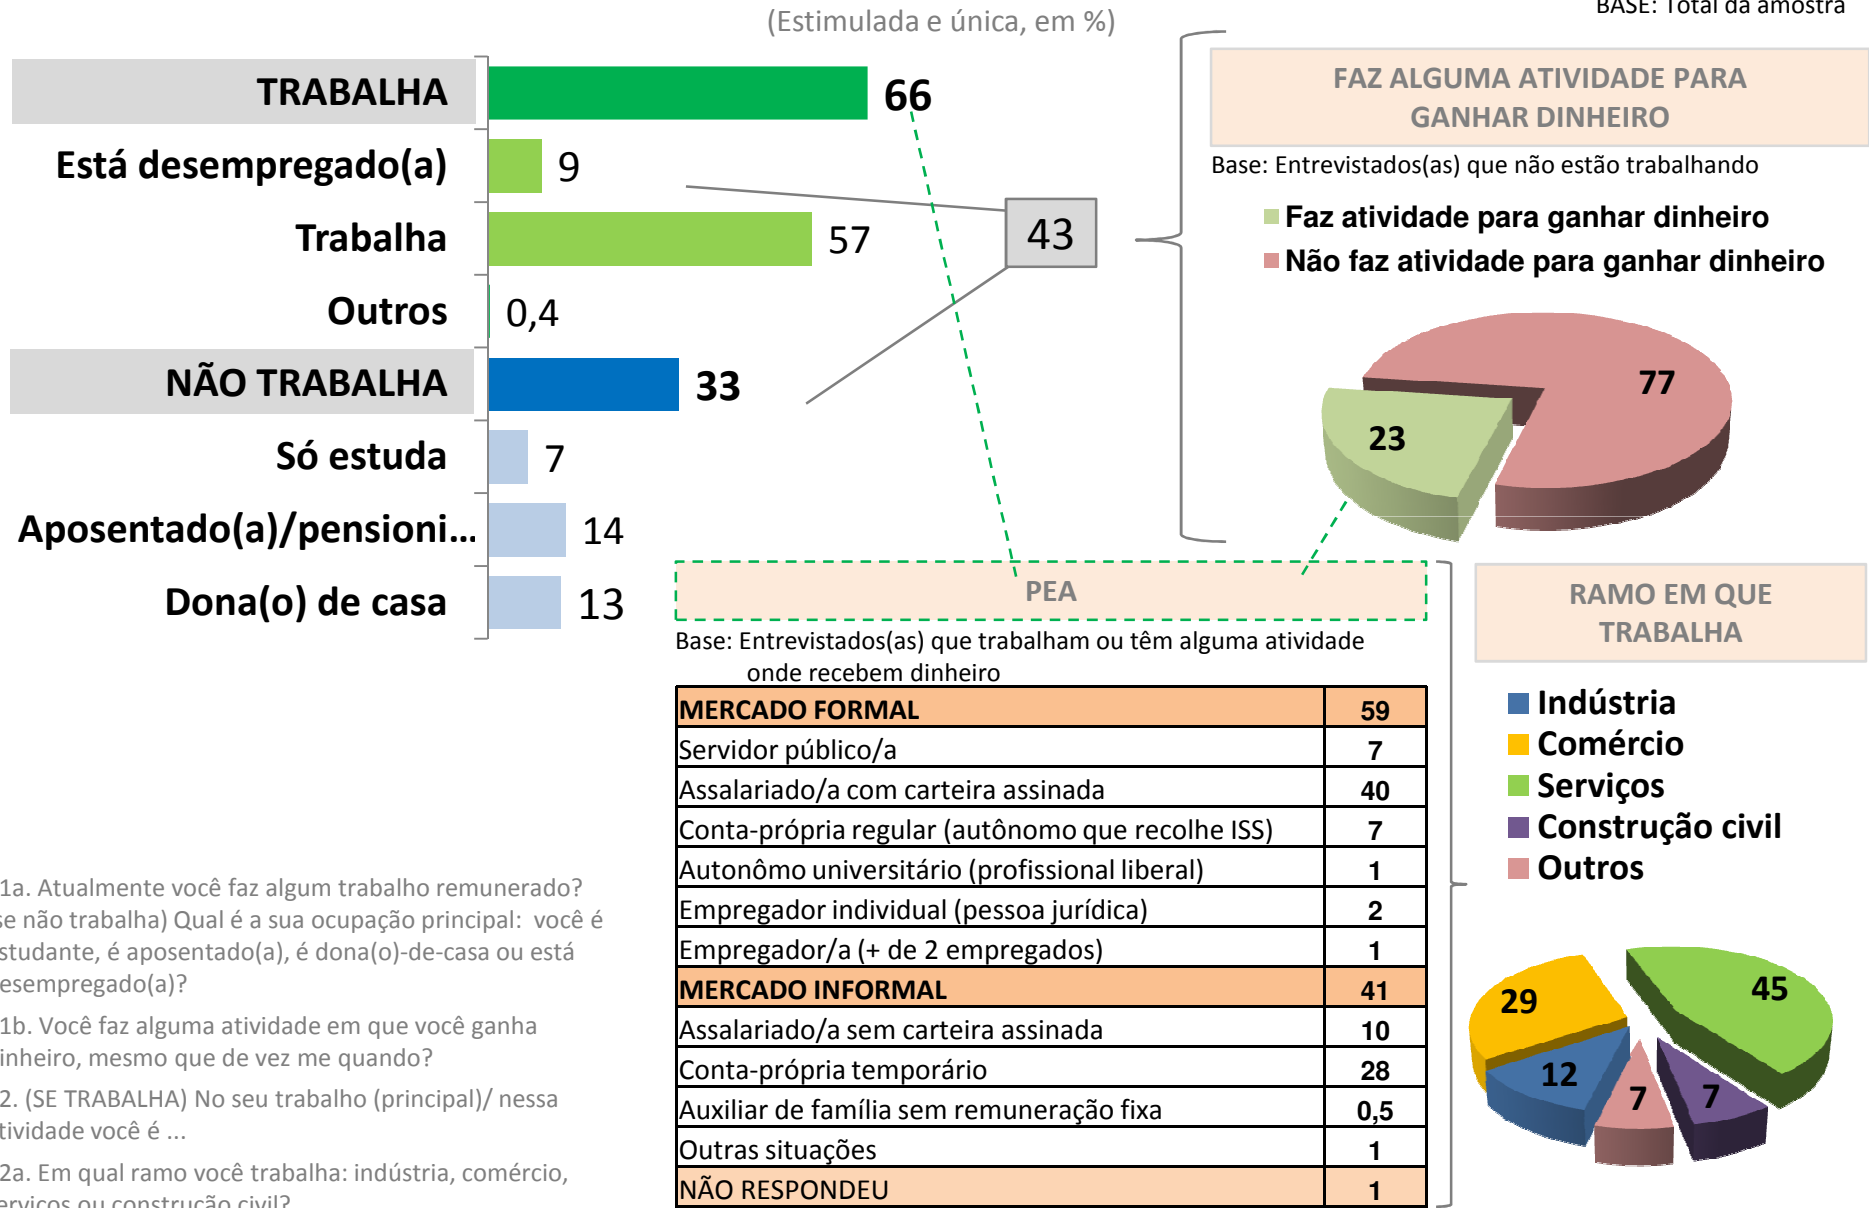 (Estimulada e única, em %)
BASE: Total da amostra
TRABALHA
66
Está desempregado(a)
9
Trabalha
57
Outros
0,4
NÃO TRABALHA
33
Só estuda
7
Aposentado(a)/pensioni...
14
Dona(o) de casa
13
43
FAZ ALGUMA ATIVIDADE PARA
GANHAR DINHEIRO
Base: Entrevistados(as) que não estão trabalhando
Faz atividade para ganhar dinheiro
Não faz atividade para ganhar dinheiro
77
23
PEA
Base: Entrevistados(as) que trabalham ou têm alguma atividade
onde recebem dinheiro
MERCADO FORMAL 59
Servidor público/a 7
Assalariado/a com carteira assinada 40
Conta-própria regular (autônomo que recolhe ISS) 7
Autonômo universitário (profissional liberal) 1
Empregador individual (pessoa jurídica) 2
Empregador/a (+ de 2 empregados) 1
MERCADO INFORMAL 41
Assalariado/a sem carteira assinada 10
Conta-própria temporário 28
Auxiliar de família sem remuneração fixa 0,5
Outras situações 1
NÃO RESPONDEU 1
RAMO EM QUE
TRABALHA
Indústria
Comércio
Serviços
Construção civil
Outros
29
45
12
7
7
1a. Atualmente você faz algum trabalho remunerado?
se não trabalha) Qual é a sua ocupação principal: você é
studante, é aposentado(a), é dona(o)-de-casa ou está
esempregado(a)?
1b. Você faz alguma atividade em que você ganha
inheiro, mesmo que de vez me quando?
2. (SE TRABALHA) No seu trabalho (principal)/ nessa
tividade você é ...
2a. Em qual ramo você trabalha: indústria, comércio,
erviços ou construção civil?